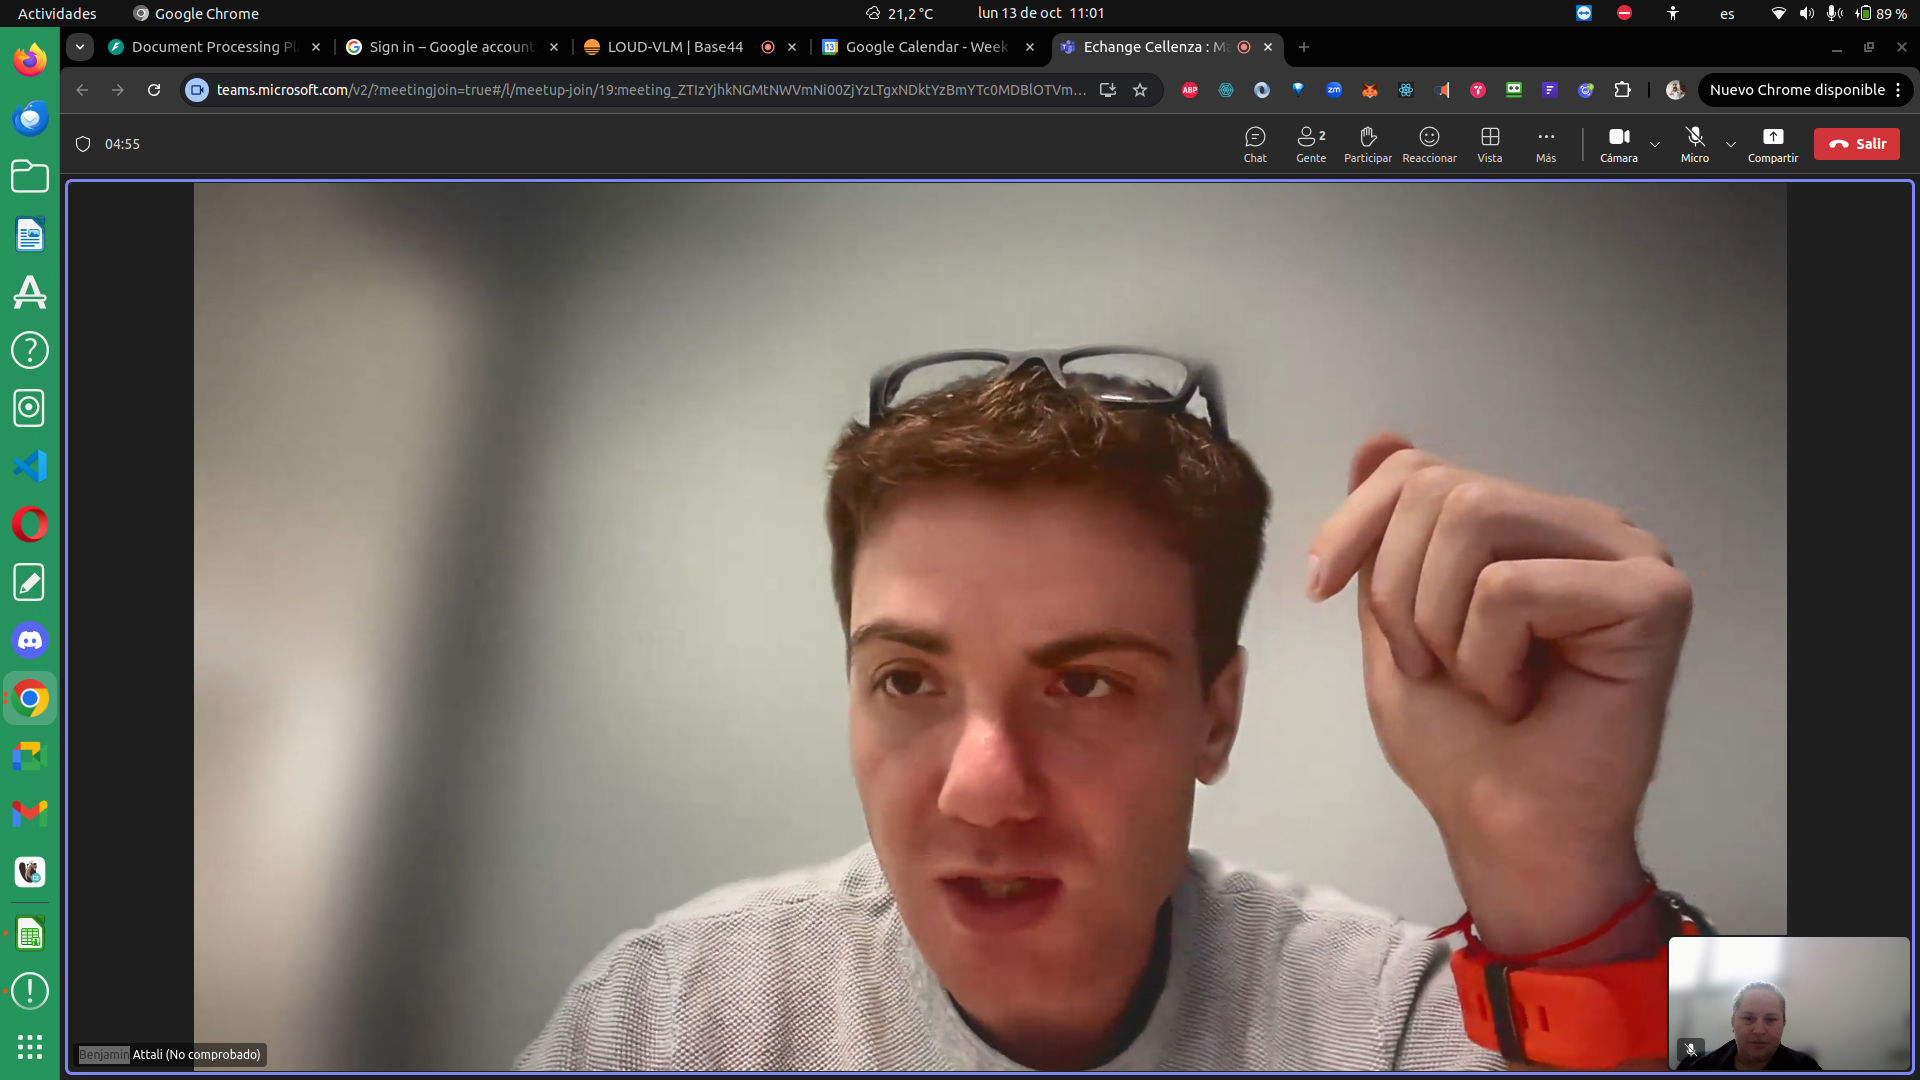 Actividades
Google Chrome
21,2 °C
lun 13 de oct 11:01
es
89 %
Document Processing Pl
Sign in – Google account
LOUD-VLM | Base44
Google Calendar - Week
Echange Cellenza : Ma
teams.microsoft.com/v2/?meetingjoin=true#/l/meetup-join/19:meeting_ZTIzYjhkNGMtNWVmNi00ZjYzLTgxNDktYzBmYTc0MDBlOTVm...
ABP
zm
Nuevo Chrome disponible
04:55
Chat
2
Gente
Participar
Reaccionar
Vista
Más
Cámara
Micro
Compartir
Salir
Benjamin Attali (No comprobado)